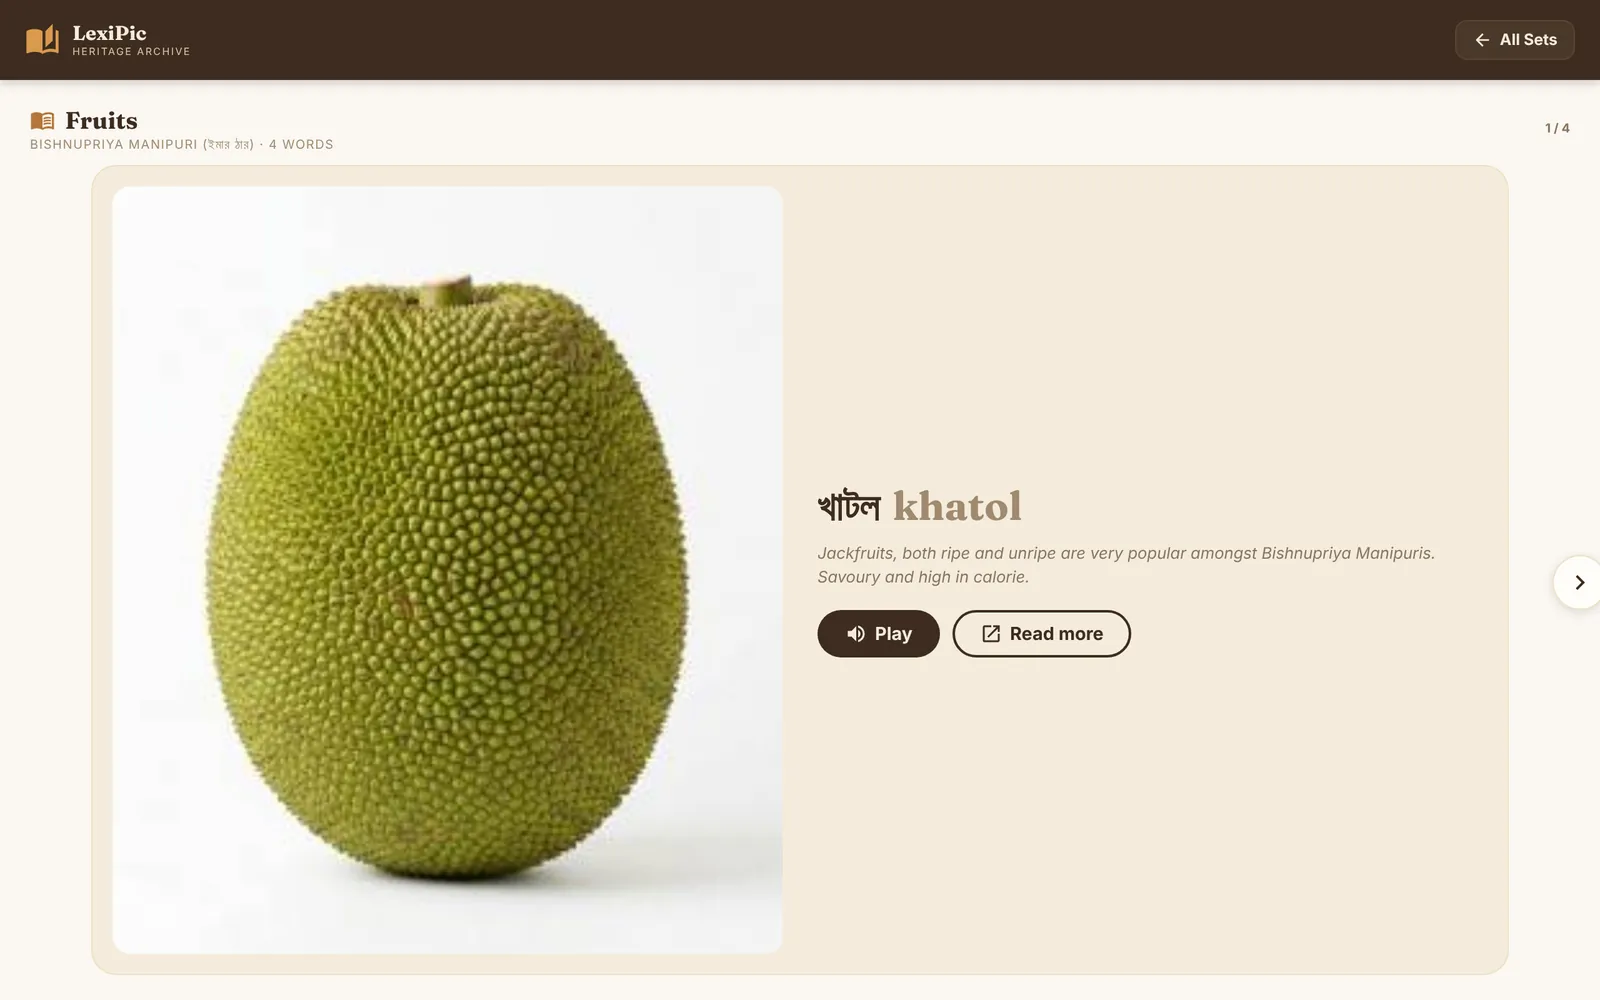 LexiPic
HERITAGE ARCHIVE
All Sets
Fruits
BISHNUPRIYA MANIPURI (ইমার ঠার) · 4 WORDS
1 / 4
খাটল khatol
Jackfruits, both ripe and unripe are very popular amongst Bishnupriya Manipuris.
Savoury and high in calorie.
Play
Read more